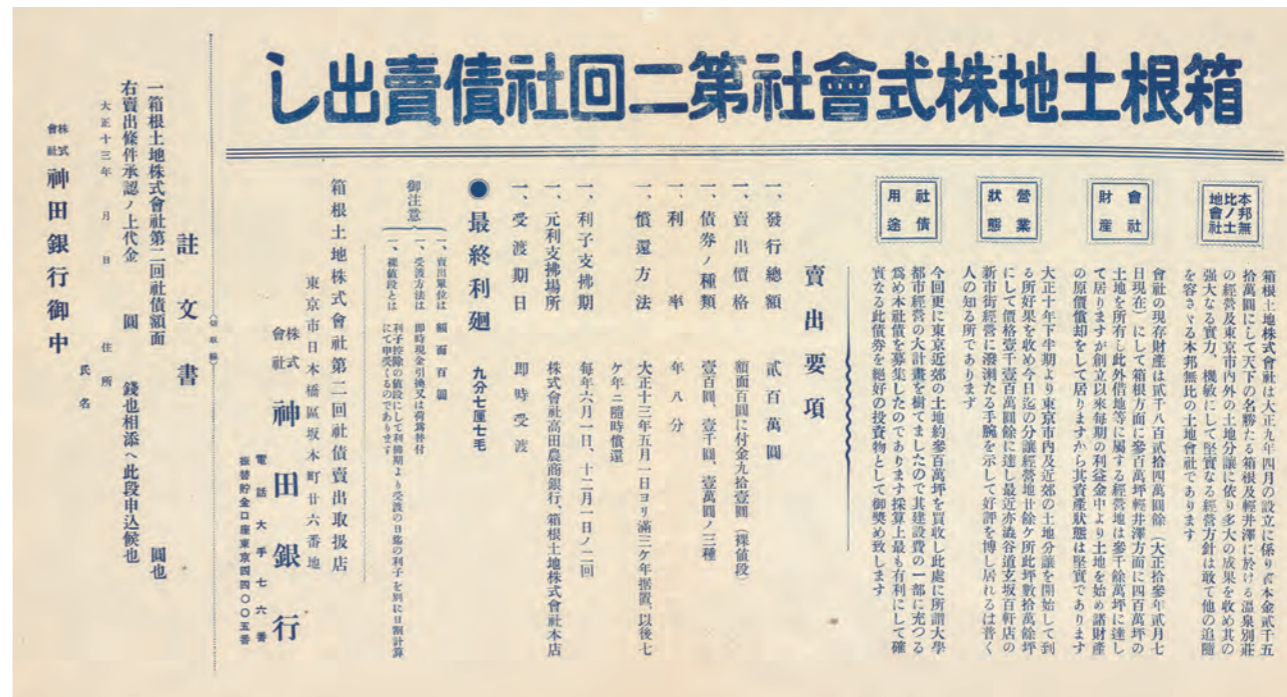 箱根土地株式會社第二回社債賣出し
本邦無
比ノ土
地會社
箱根土地株式會社は大正九年四月の設立に係り資本金貳千五
拾萬圓にして天下の名勝たる箱根及輕井澤に於ける溫泉別莊
の經營及東京市內外の土地分讓に依り多大の成果を收め其の
强大なる實力、機敏にして堅實なる經營方針は敢て他の追隨
を容さゞる本邦無比の土地會社であります
會社
財產
會社の現存財產は貳千八百貳拾四萬圓餘(大正拾參年貳月七
日現在)にして箱根方面に參百萬坪輕井澤方面に四百萬坪の
土地を所有し此外借地等に屬する經營地は參千餘萬坪に達し
て居りますが創立以來每期の利益金中より土地を始め諸財產
の原價償却をして居りますから其資產狀態は堅實であります
營業
狀態
大正十年下半期より東京市內及近郊の土地分讓を開始して到
る所好果を收め今日迄の分讓經營地廿餘ケ所此坪數拾萬餘坪
にして價格壹千壹百萬圓餘に達し最近亦澁谷道玄坂百軒店の
新市街經營に潑溂たる手腕を示して好評を博し居れるは普く
人の知る所であります
社債
用途
今回更に東京近郊の土地約參百萬坪を買收し此處に所謂大學
都市經營の大計畫を樹てましたので其建設費の一部に充つる
爲め本社債を募集したのであります採算上最も有利にして確
實なる此債券を絕好の投資物として御奬め致します
賣出要項
一、發行總額 貳百萬圓
一、賣出價格 額面百圓に付金九拾壹圓(裸値段)
一、債券ノ種類 壹百圓、壹千圓、壹萬圓ノ三種
一、利率 年八分
一、償還方法 大正十三年五月一日ヨリ滿三ケ年据置、以後七
ケ年ニ隨時償還
一、利子支拂期 每年六月一日、十二月一日ノ二回
一、元利支拂場所 株式會社高田農商銀行、箱根土地株式會社本店
一、受渡期日 卽時受渡
●最終利廻 九分七厘七毛
御注意
一、賣出單位は 額面百圓
一、受渡方法は 卽時現金引換又は荷爲替付
一、裸値段とは 利子控除の値段にして利拂期より受渡の日迄の利子を別に日割計算
にて申受くるのであります
箱根土地株式會社第二回社債賣出取扱店
東京市日本橋區坂本町廿六番地
株式會社 神田銀行
電話大手七六番
振替貯金口座東京四四〇〇五番
(切取線)
註文書
一箱根土地株式會社第二回社債額面 圓也
右賣出條件承認ノ上代金 圓 錢也相添へ此段申込候也
大正十三年 月 日
住所
氏名
株式會社 神田銀行御中